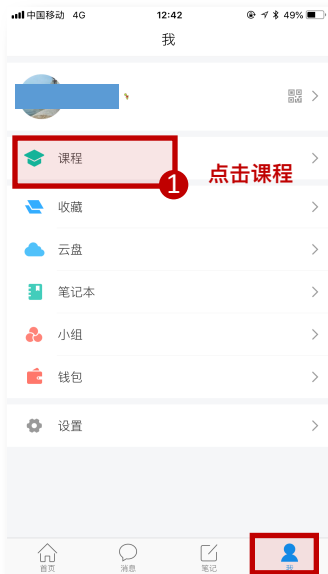 中国移动 4G 12:42 49%
我
课程
1 点击课程
收藏
云盘
笔记本
小组
钱包
设置
首页 消息 笔记 我